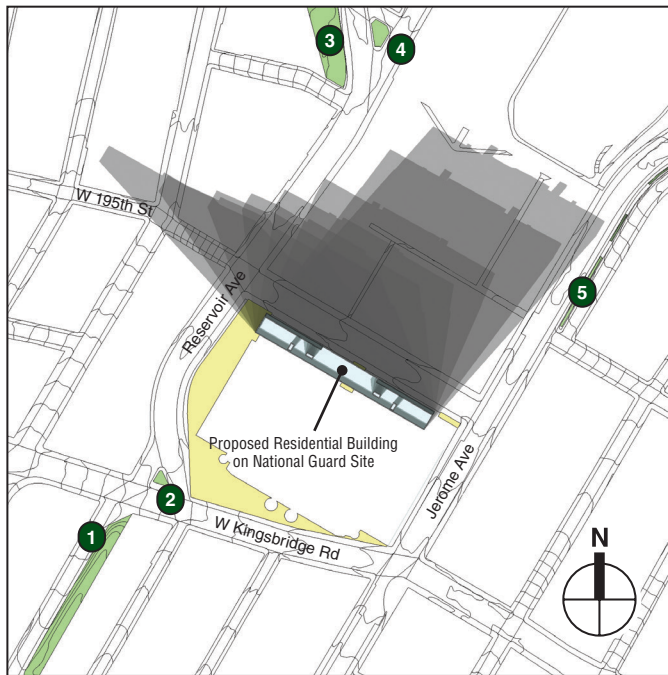 3
4
W 195th St
5
Reservoir Ave
Proposed Residential Building
on National Guard Site
Jerome Ave
2
1
W Kingsbridge Rd
N